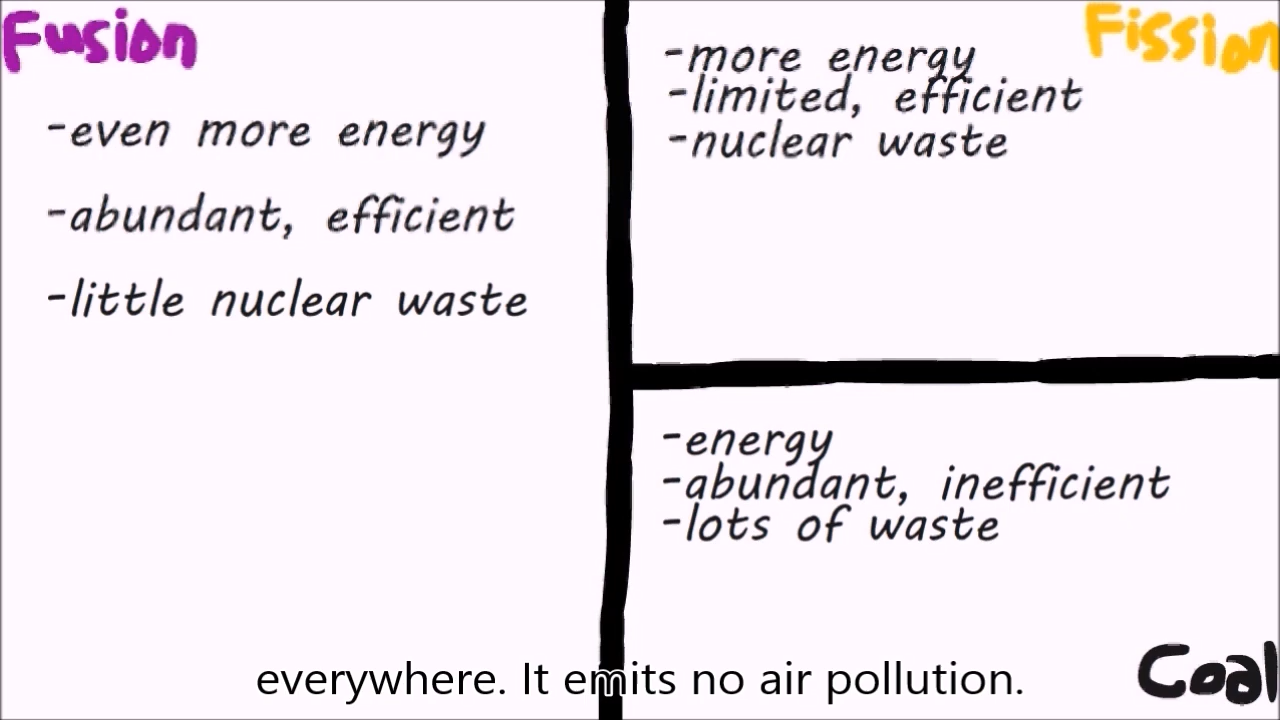 Fusion
-even more energy
-abundant, efficient
-little nuclear waste
Fission
-more energy
-limited, efficient
-nuclear waste
-energy
-abundant, inefficient
-lots of waste
Coal
everywhere. It emits no air pollution.